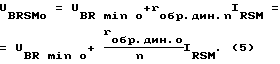 U_BRSMo = U_BR min o + r_обр.дин.n I_RSM =
= U_BR min o + r_обр.дин.o / n I_RSM. (5)